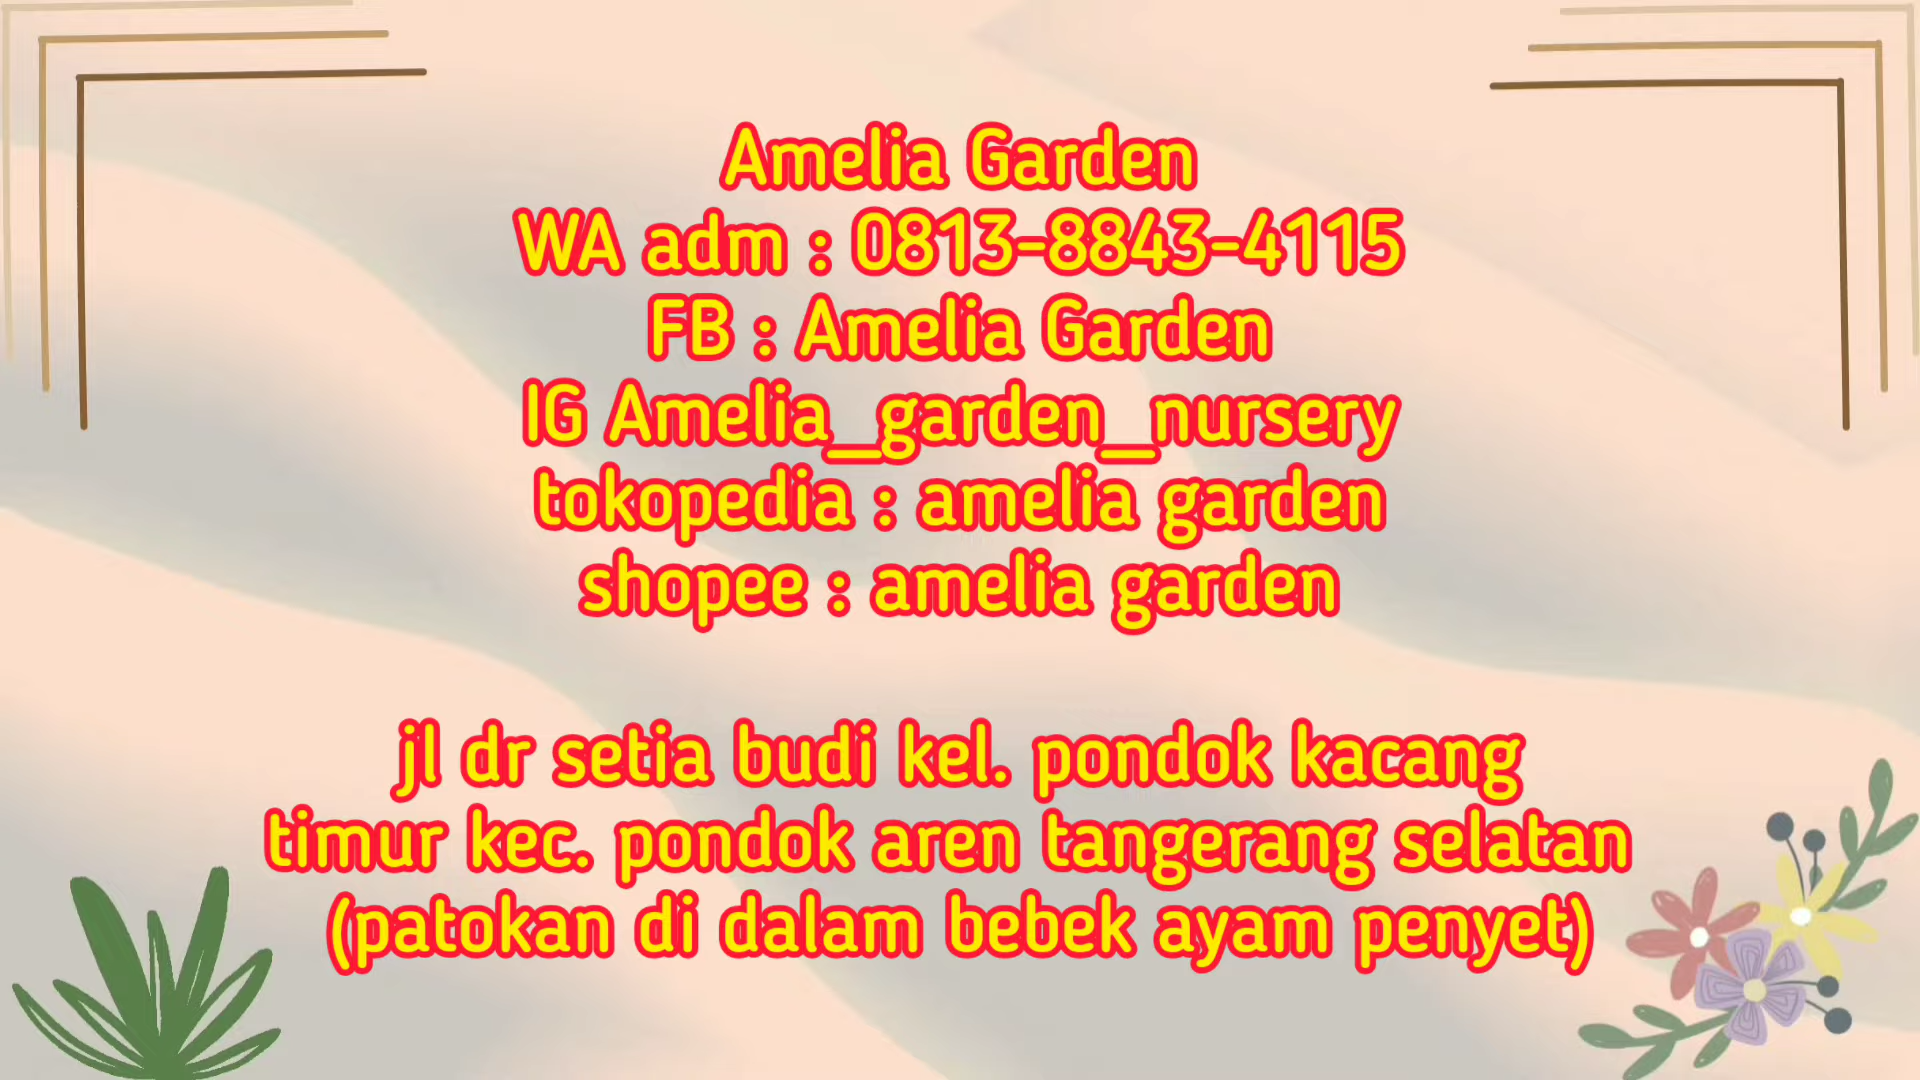 Amelia Garden
WA adm : 0813-8843-4115
FB : Amelia Garden
IG Amelia_garden_nursery
tokopedia : amelia garden
shopee : amelia garden
jl dr setia budi kel. pondok kacang
timur kec. pondok aren tangerang selatan
(patokan di dalam bebek ayam penyet)